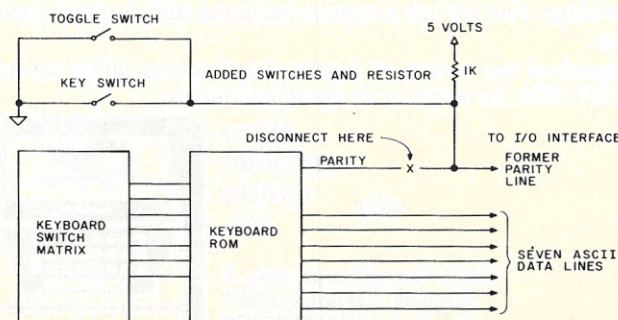 TOGGLE SWITCH
5 VOLTS
KEY SWITCH
ADDED SWITCHES AND RESISTOR
1K
DISCONNECT HERE
TO I/O INTERFACE
PARITY
X
FORMER
PARITY
LINE
KEYBOARD
SWITCH
MATRIX
KEYBOARD
ROM
SEVEN ASCII
DATA LINES